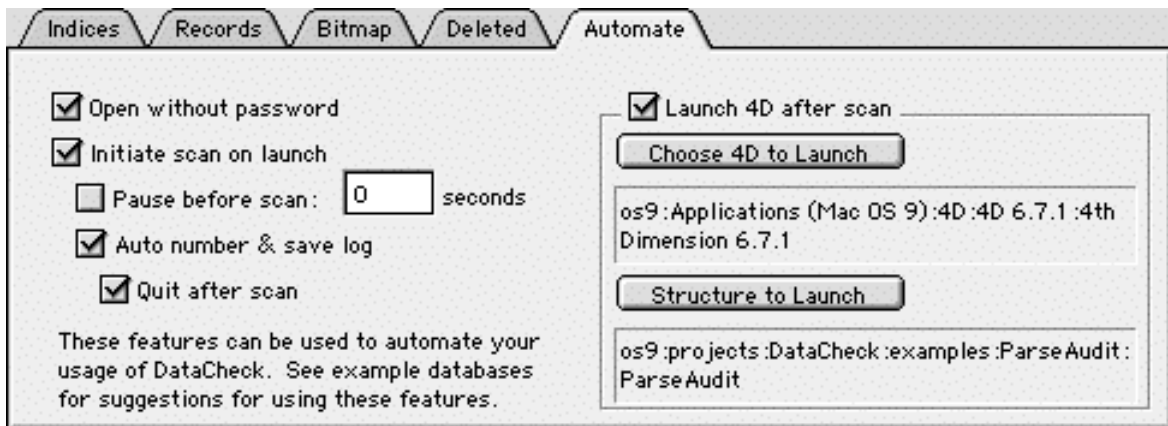 Indices Records Bitmap Deleted Automate
Open without password
Initiate scan on launch
Pause before scan: 0 seconds
Auto number & save log
Quit after scan
These features can be used to automate your
usage of DataCheck. See example databases
for suggestions for using these features.
Launch 4D after scan
Choose 4D to Launch
os9:Applications (Mac OS 9):4D:4D 6.7.1:4th
Dimension 6.7.1
Structure to Launch
os9:projects:DataCheck:examples:ParseAudit:
ParseAudit